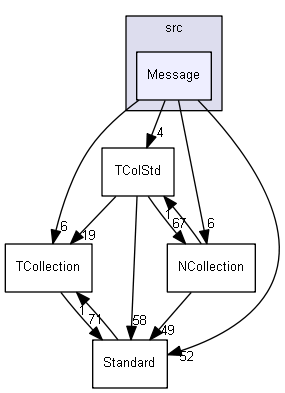 src
Message
4
TColStd
6
19
1
67
6
TCollection
NCollection
1
71
58
49
Standard
52